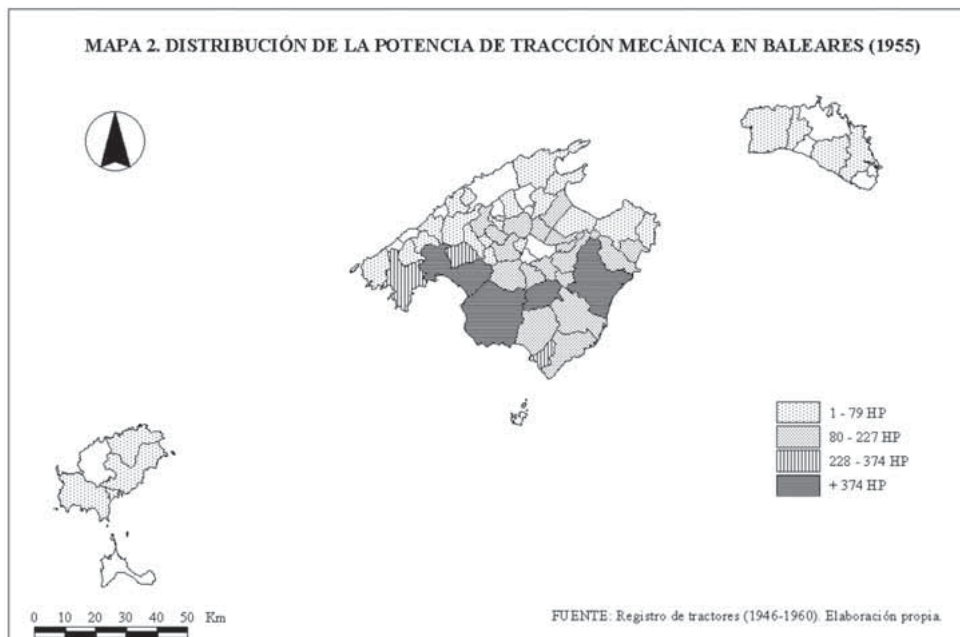 MAPA 2. DISTRIBUCIÓN DE LA POTENCIA DE TRACCIÓN MECÁNICA EN BALEARES (1955)
1 - 79 HP
80 - 227 HP
228 - 374 HP
+ 374 HP
0 10 20 30 40 50 Km
FUENTE: Registro de tractores (1946-1960). Elaboración propia.